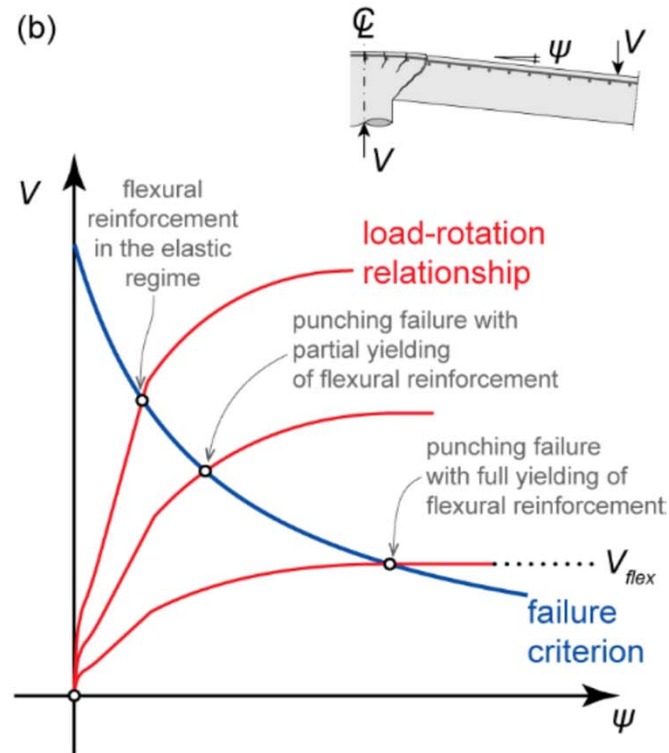 (b)
℄
ψ
V
V
V
flexural
reinforcement
in the elastic
regime
load-rotation
relationship
punching failure with
partial yielding
of flexural reinforcement
punching failure
with full yielding of
flexural reinforcement
V_flex
failure
criterion
ψ